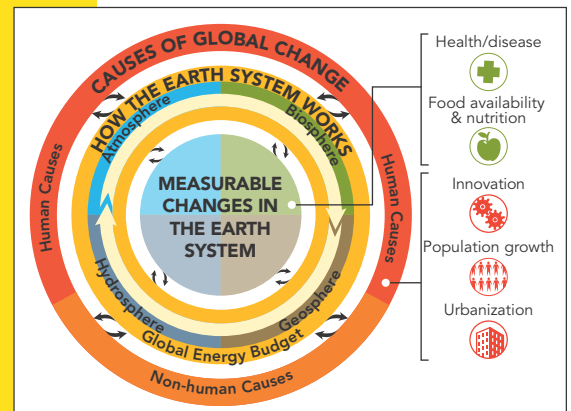 CAUSES OF GLOBAL CHANGE
HOW THE EARTH SYSTEM WORKS
Atmosphere
Biosphere
MEASURABLE
CHANGES IN
THE EARTH
SYSTEM
Human Causes
Human Causes
Hydrosphere
Geosphere
Global Energy Budget
Non-human Causes
Health/disease
Food availability
& nutrition
Innovation
Population growth
Urbanization